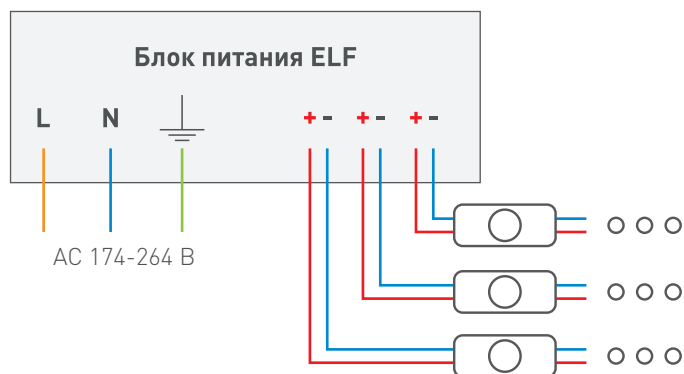 Блок питания ELF
L N + - + - + -
AC 174-264 В